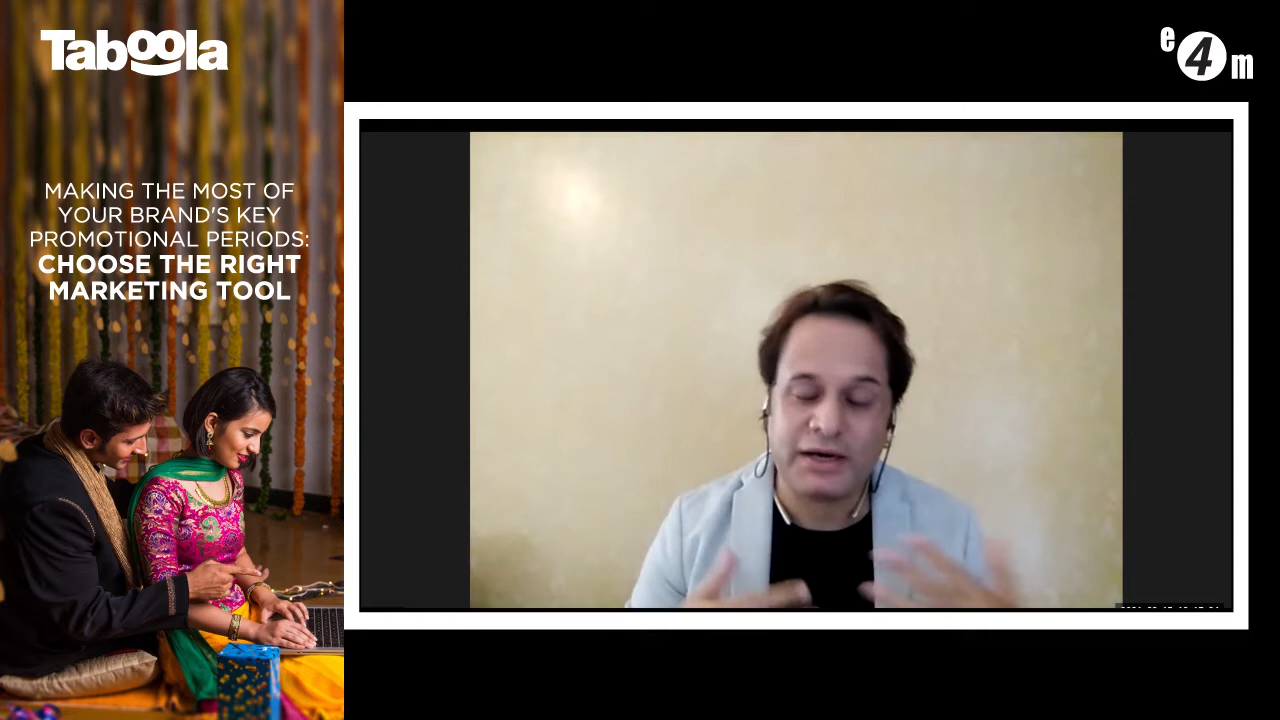 Taboola
e4m
MAKING THE MOST OF
YOUR BRAND'S KEY
PROMOTIONAL PERIODS:
CHOOSE THE RIGHT
MARKETING TOOL